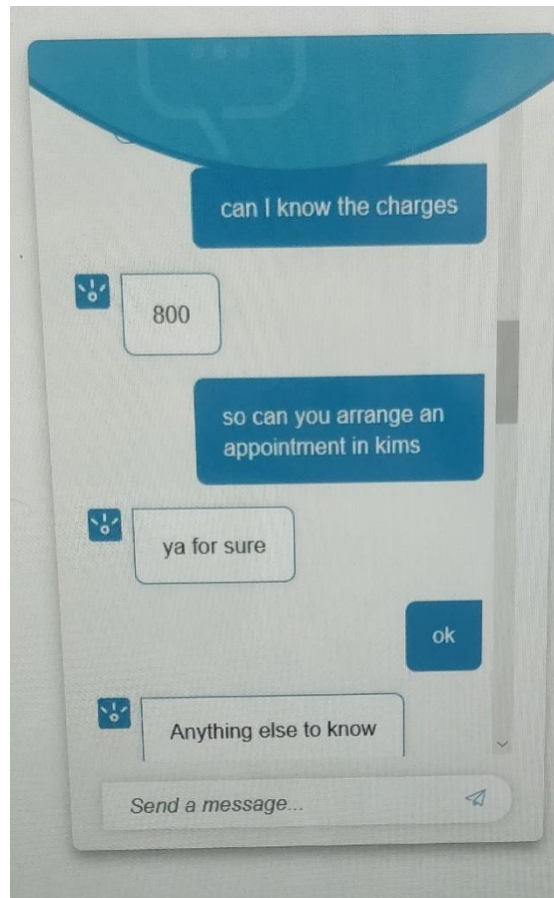 can I know the charges
800
so can you arrange an
appointment in kims
ya for sure
ok
Anything else to know
Send a message...